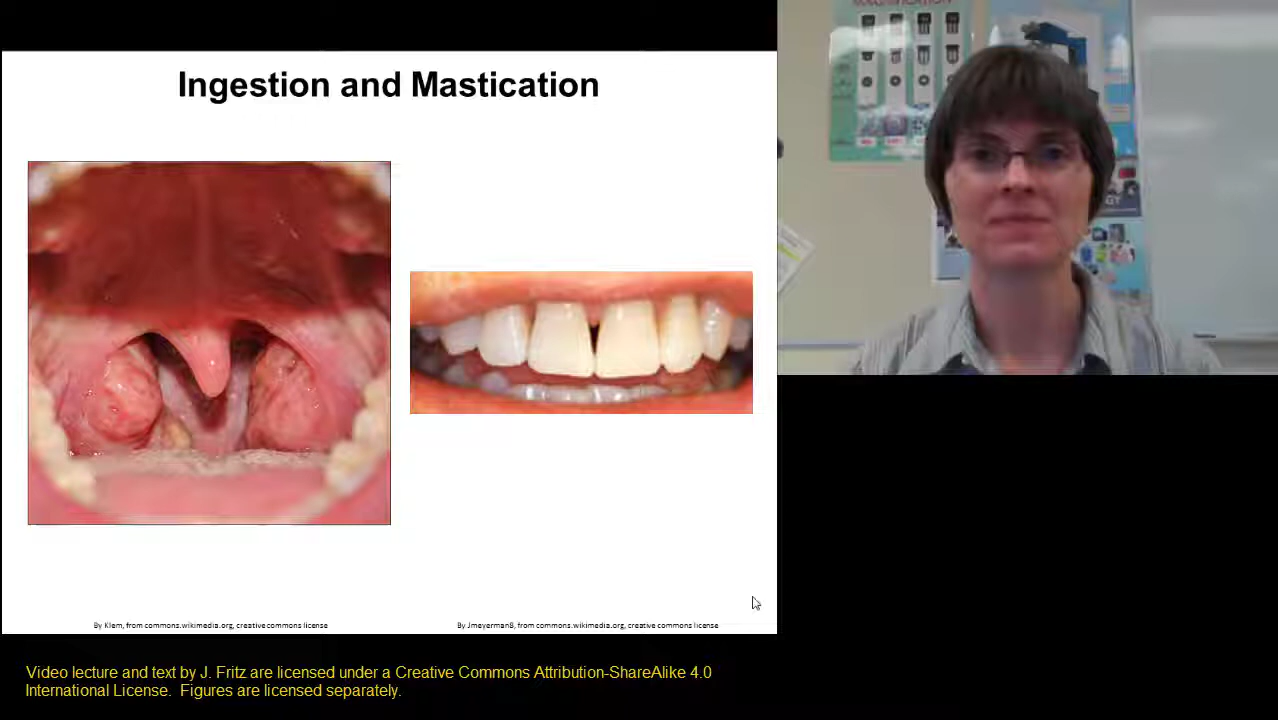 Ingestion and Mastication
By Klem, from commons.wikimedia.org, creative commons license
By Jmeyerman8, from commons.wikimedia.org, creative commons license
Video lecture and text by J. Fritz are licensed under a Creative Commons Attribution-ShareAlike 4.0
International License.  Figures are licensed separately.